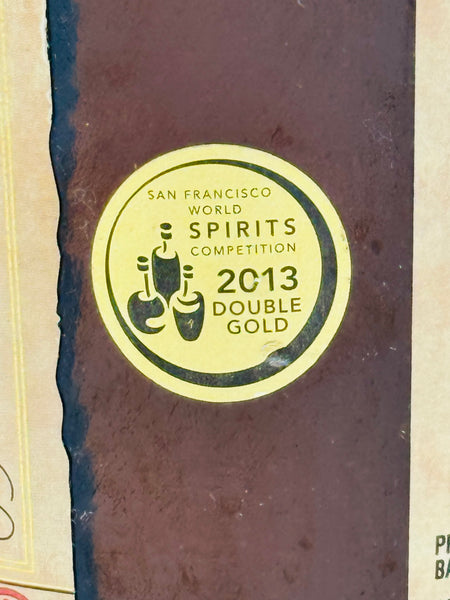 SAN FRANCISCO
WORLD
SPIRITS
COMPETITION
2013
DOUBLE
GOLD